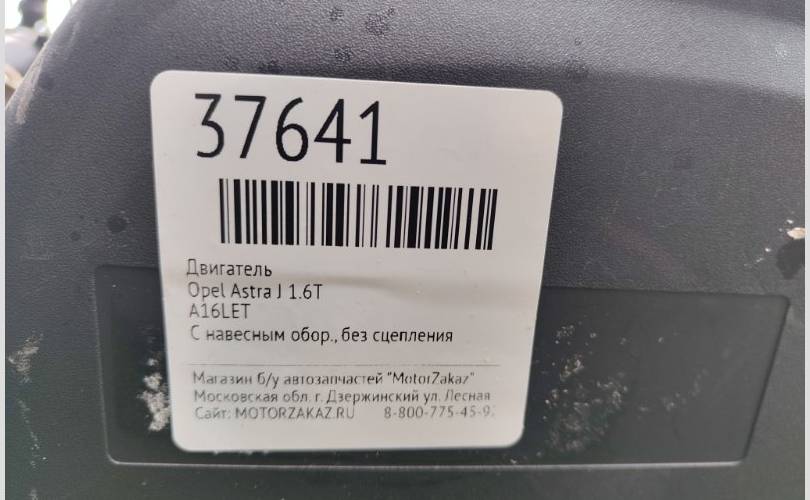 37641
Двигатель
Opel Astra J 1.6T
A16LET
С навесным обор., без сцепления
Магазин б/у автозапчастей "MotorZakaz"
Московская обл. г. Дзержинский ул. Лесная
Сайт: MOTORZAKAZ.RU